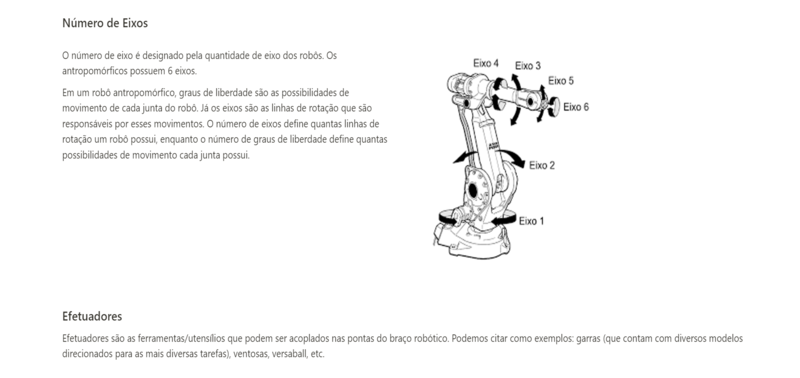 Número de Eixos
O número de eixo é designado pela quantidade de eixo dos robôs. Os
antropomórficos possuem 6 eixos.
Em um robô antropomórfico, graus de liberdade são as possibilidades de
movimento de cada junta do robô. Já os eixos são as linhas de rotação que são
responsáveis por esses movimentos. O número de eixos define quantas linhas de
rotação um robô possui, enquanto o número de graus de liberdade define quantas
possibilidades de movimento cada junta possui.
Eixo 4
Eixo 3
Eixo 5
Eixo 6
Eixo 2
Eixo 1
Efetuadores
Efetuadores são as ferramentas/utensílios que podem ser acoplados nas pontas do braço robótico. Podemos citar como exemplos: garras (que contam com diversos modelos
direcionados para as mais diversas tarefas), ventosas, versaball, etc.